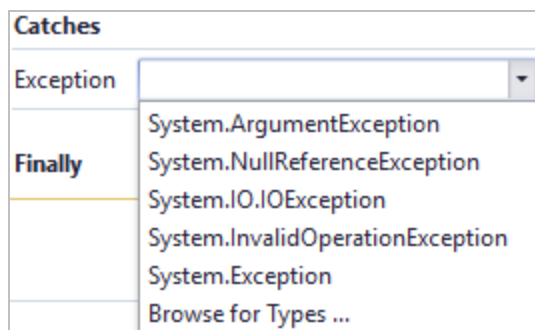 Catches
Exception
System.ArgumentException
System.NullReferenceException
Finally
System.IO.IOException
System.InvalidOperationException
System.Exception
Browse for Types ...